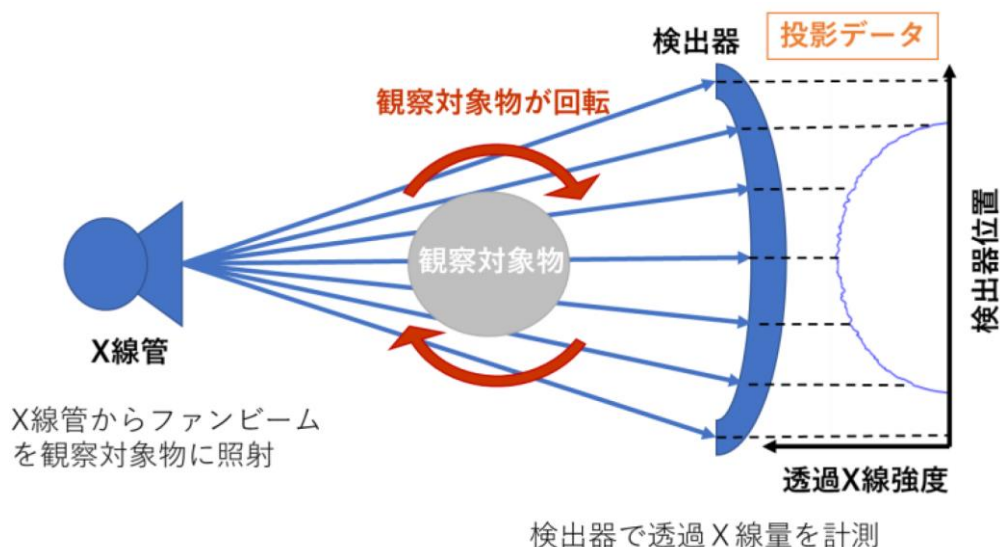 検出器
投影データ
観察対象物が回転
観察対象物
検出器位置
X線管
X線管からファンビーム
を観察対象物に照射
透過X線強度
検出器で透過X線量を計測